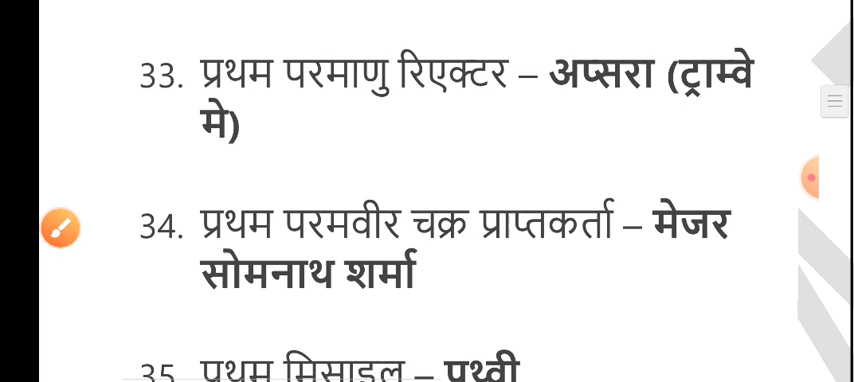 33. प्रथम परमाणु रिएक्टर – अप्सरा (ट्राम्वे
मे)
34. प्रथम परमवीर चक्र प्राप्तकर्ता – मेजर
सोमनाथ शर्मा
35. प्रथम मिसाइल – पृथ्वी